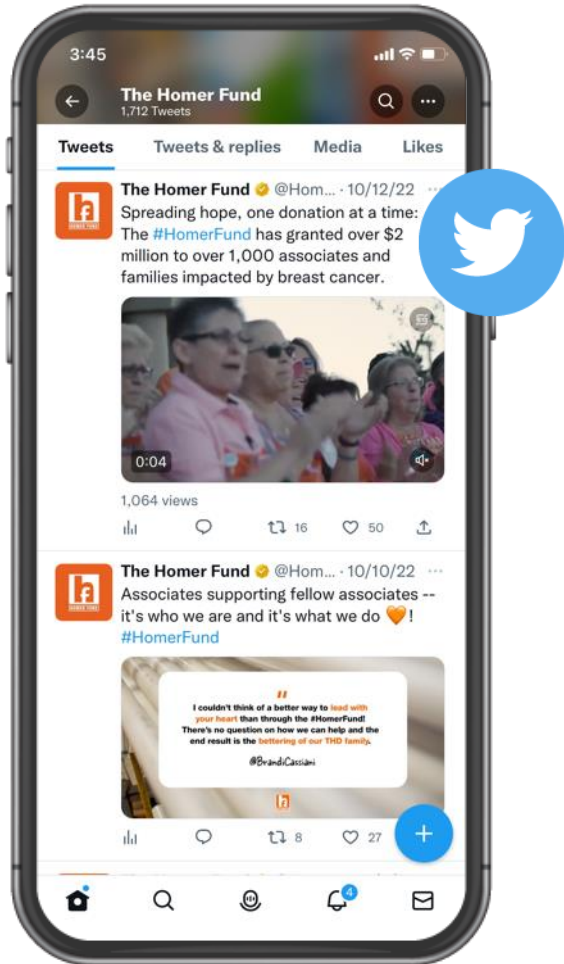 3:45
The Homer Fund
1,712 Tweets
Tweets Tweets & replies Media Likes
The Homer Fund @Hom... · 10/12/22
Spreading hope, one donation at a time:
The #HomerFund has granted over $2
million to over 1,000 associates and
families impacted by breast cancer.
0:04
1,064 views
16 50
The Homer Fund @Hom... · 10/10/22
Associates supporting fellow associates --
it's who we are and it's what we do 🧡!
#HomerFund
"
I couldn't think of a better way to lead with
your heart than through the #HomerFund!
There's no question on how we can help and the
end result is the bettering of our THD family.
@BrandiCassiani
8 27
+
4